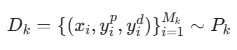 $D_k = \{(x_i, y_i^p, y_i^d)\}_{i=1}^{M_k} \sim P_k$